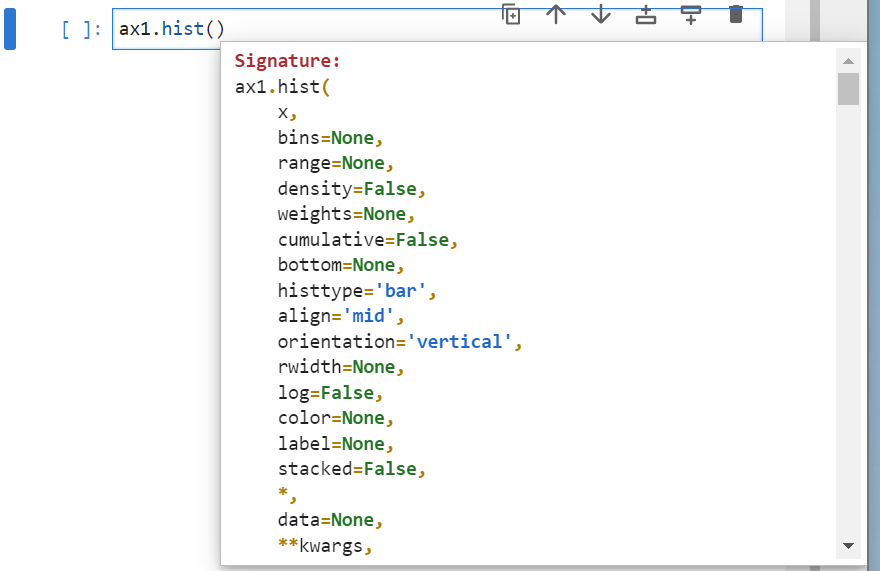 [ ]: ax1.hist()
Signature:
ax1.hist(
    x,
    bins=None,
    range=None,
    density=False,
    weights=None,
    cumulative=False,
    bottom=None,
    histtype='bar',
    align='mid',
    orientation='vertical',
    rwidth=None,
    log=False,
    color=None,
    label=None,
    stacked=False,
    *,
    data=None,
    **kwargs,